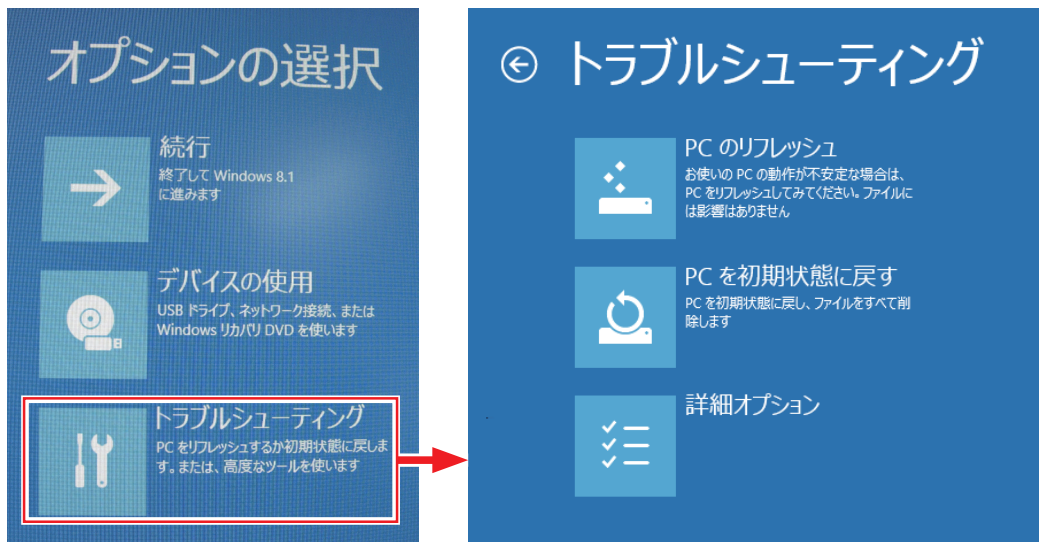 オプションの選択
続行
終了して Windows 8.1
に進みます
デバイスの使用
USB ドライブ、ネットワーク接続、または
Windows リカバリ DVD を使います
トラブルシューティング
PC をリフレッシュするか初期状態に戻しま
す。または、高度なツールを使います
トラブルシューティング
PC のリフレッシュ
お使いの PC の動作が不安定な場合は、
PC をリフレッシュしてみてください。ファイルに
は影響はありません
PC を初期状態に戻す
PC を初期状態に戻し、ファイルをすべて削
除します
詳細オプション